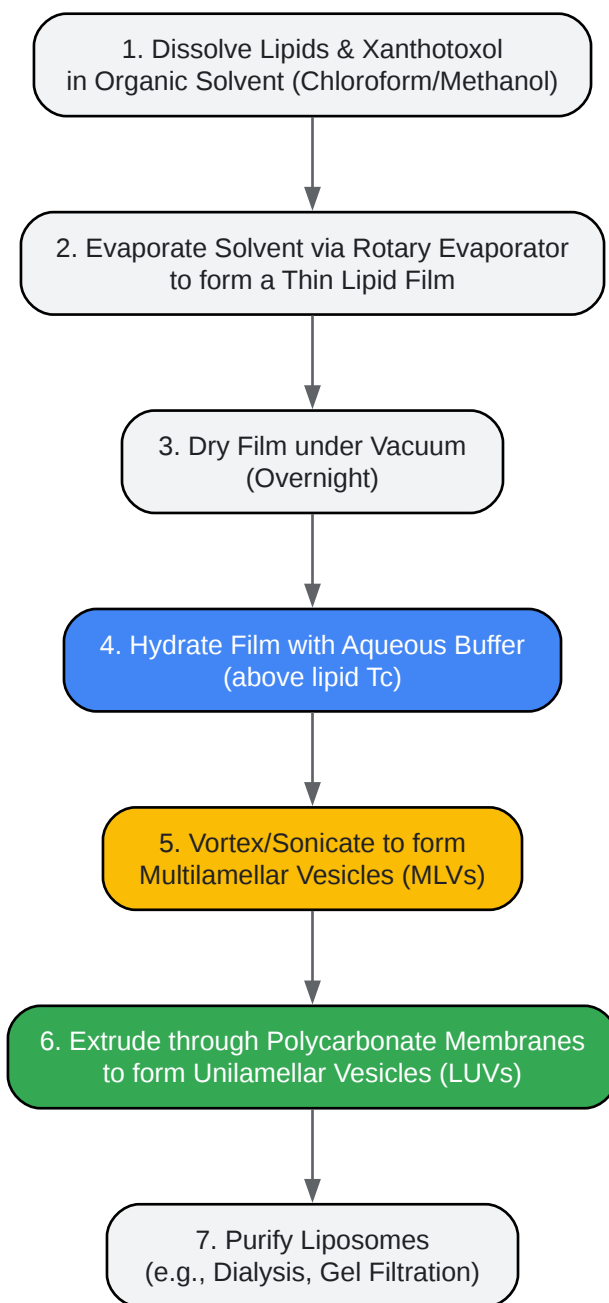 1. Dissolve Lipids & Xanthotoxol
in Organic Solvent (Chloroform/Methanol)
2. Evaporate Solvent via Rotary Evaporator
to form a Thin Lipid Film
3. Dry Film under Vacuum
(Overnight)
4. Hydrate Film with Aqueous Buffer
(above lipid Tc)
5. Vortex/Sonicate to form
Multilamellar Vesicles (MLVs)
6. Extrude through Polycarbonate Membranes
to form Unilamellar Vesicles (LUVs)
7. Purify Liposomes
(e.g., Dialysis, Gel Filtration)